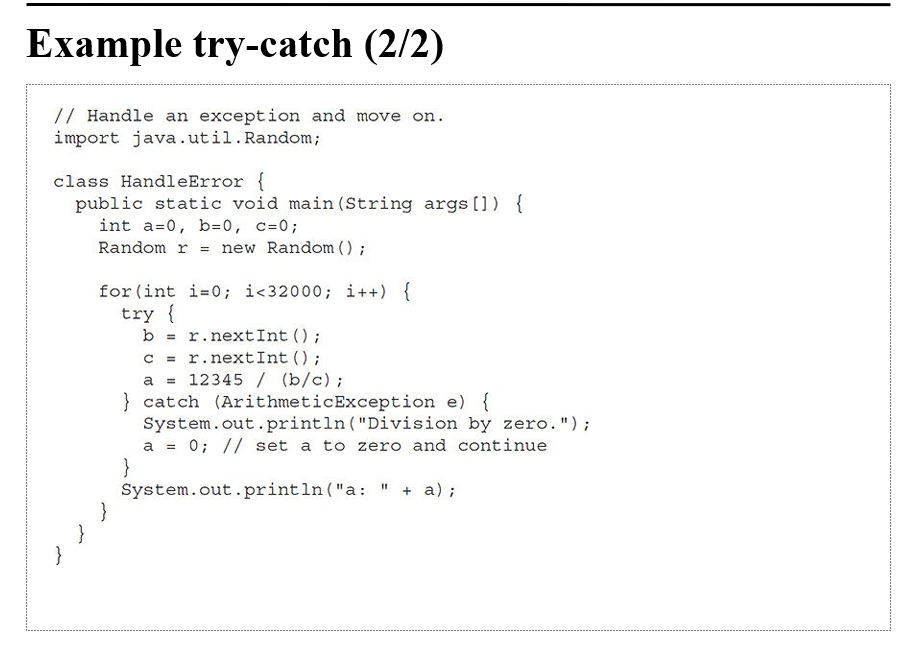 Example try-catch (2/2)
// Handle an exception and move on.
import java.util.Random;
class HandleError {
public static void main(String args[]) {
int a=0, b=0, c=0;
Random r = new Random();
for(int i=0; i<32000; i++) {
try {
b = r.nextInt();
c = r.nextInt();
a = 12345 / (b/c);
} catch (ArithmeticException e) {
System.out.println("Division by zero.");
a = 0; // set a to zero and continue
}
System.out.println("a: " + a);
}
}
}